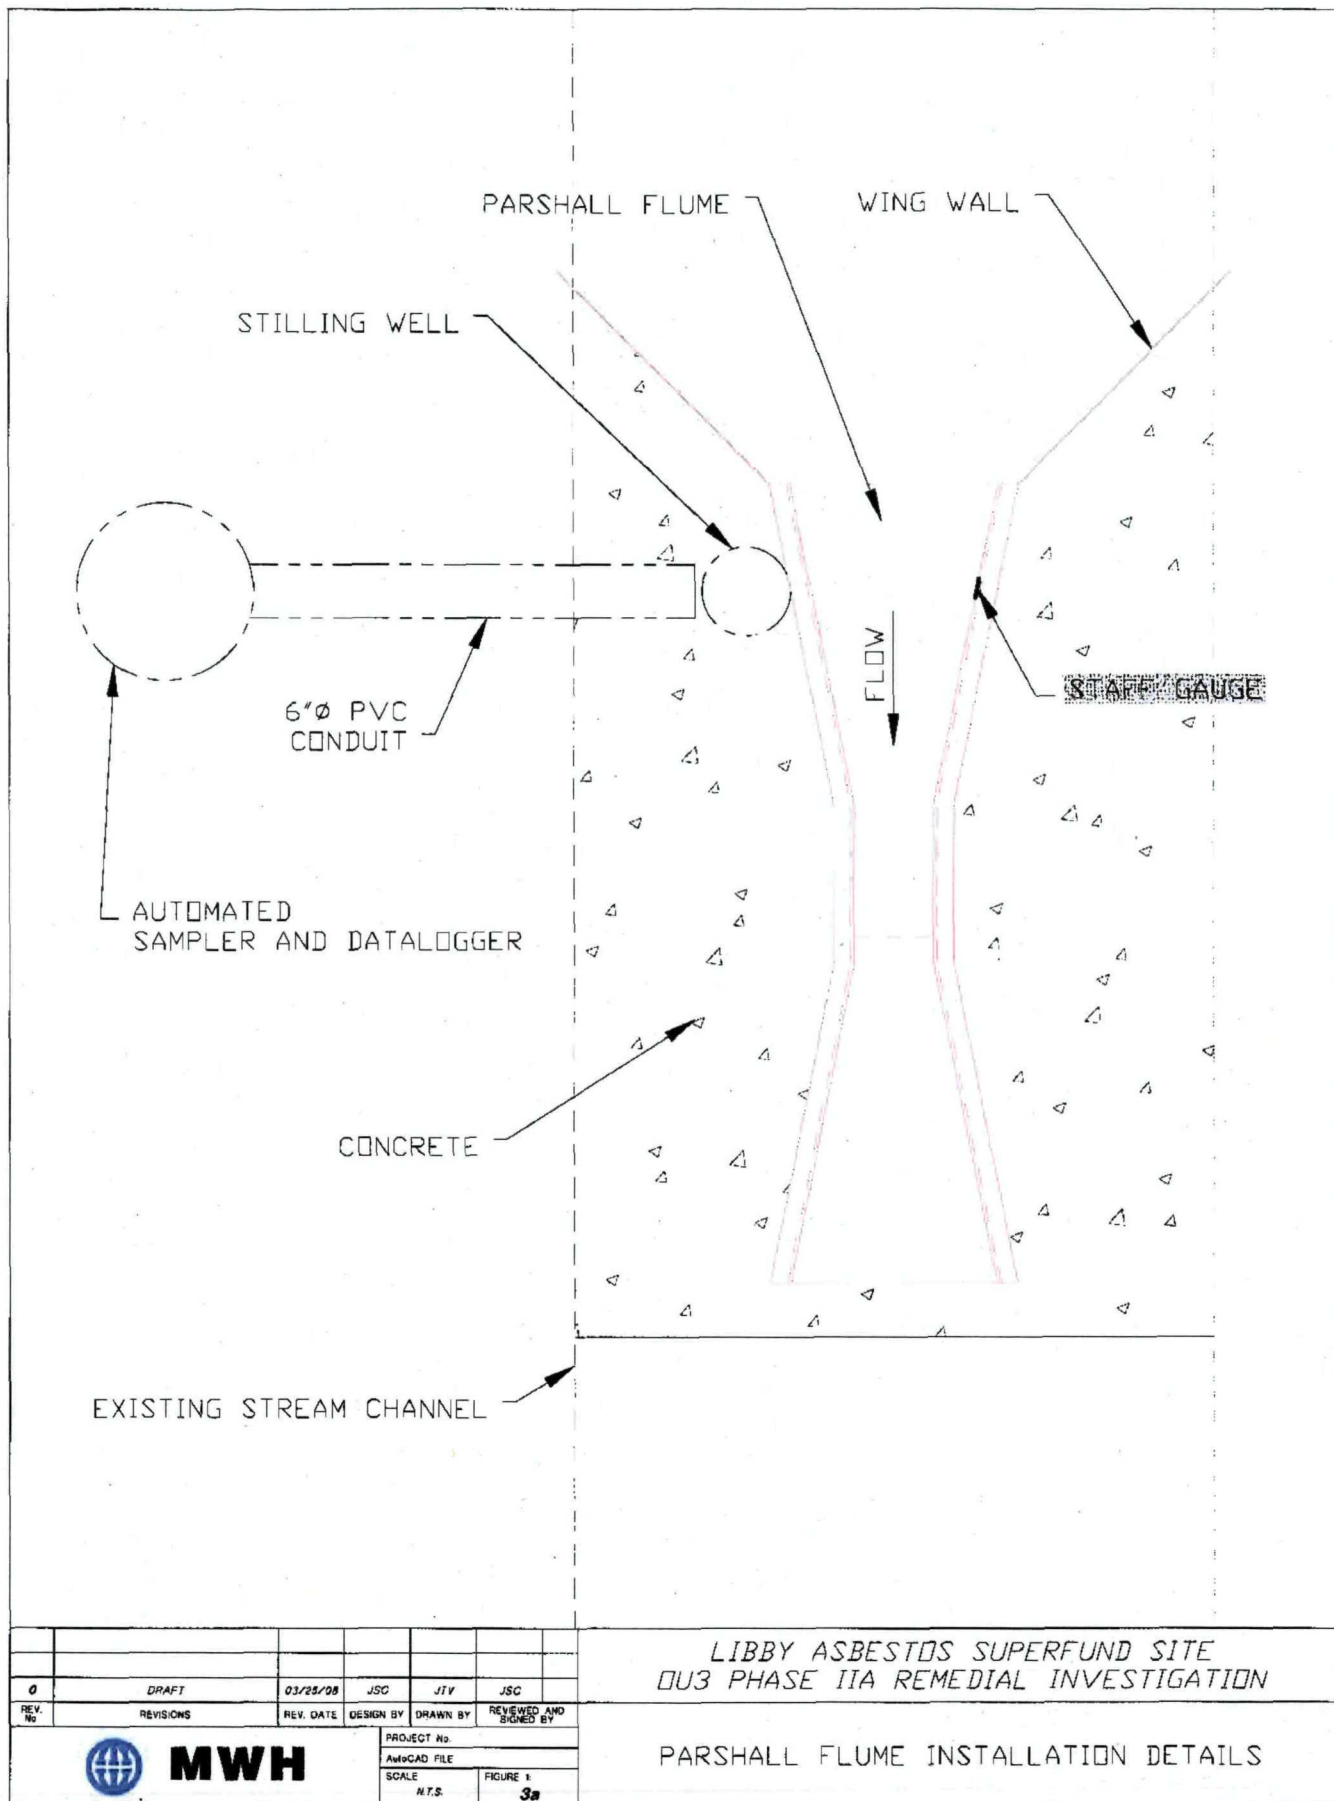 PARSHALL FLUME
WING WALL
STILLING WELL
FLOW
STAFF GAUGE
6"Ø PVC
CONDUIT
AUTOMATED
SAMPLER AND DATALOGGER
CONCRETE
EXISTING STREAM CHANNEL
0 DRAFT 03/25/08 JSC JTV JSC
REV. No REVISIONS REV. DATE DESIGN BY DRAWN BY REVIEWED AND SIGNED BY
MWH
PROJECT No.
AutoCAD FILE
SCALE
N.T.S.
FIGURE 1:
3a
LIBBY ASBESTOS SUPERFUND SITE
OU3 PHASE IIA REMEDIAL INVESTIGATION
PARSHALL FLUME INSTALLATION DETAILS